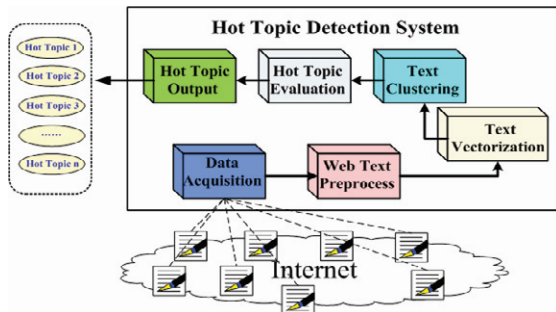 Hot Topic Detection System
Hot Topic 1
Hot Topic 2
Hot Topic 3
......
Hot Topic n
Hot Topic
Output
Hot Topic
Evaluation
Text
Clustering
Text
Vectorization
Data
Acquisition
Web Text
Preprocess
Internet